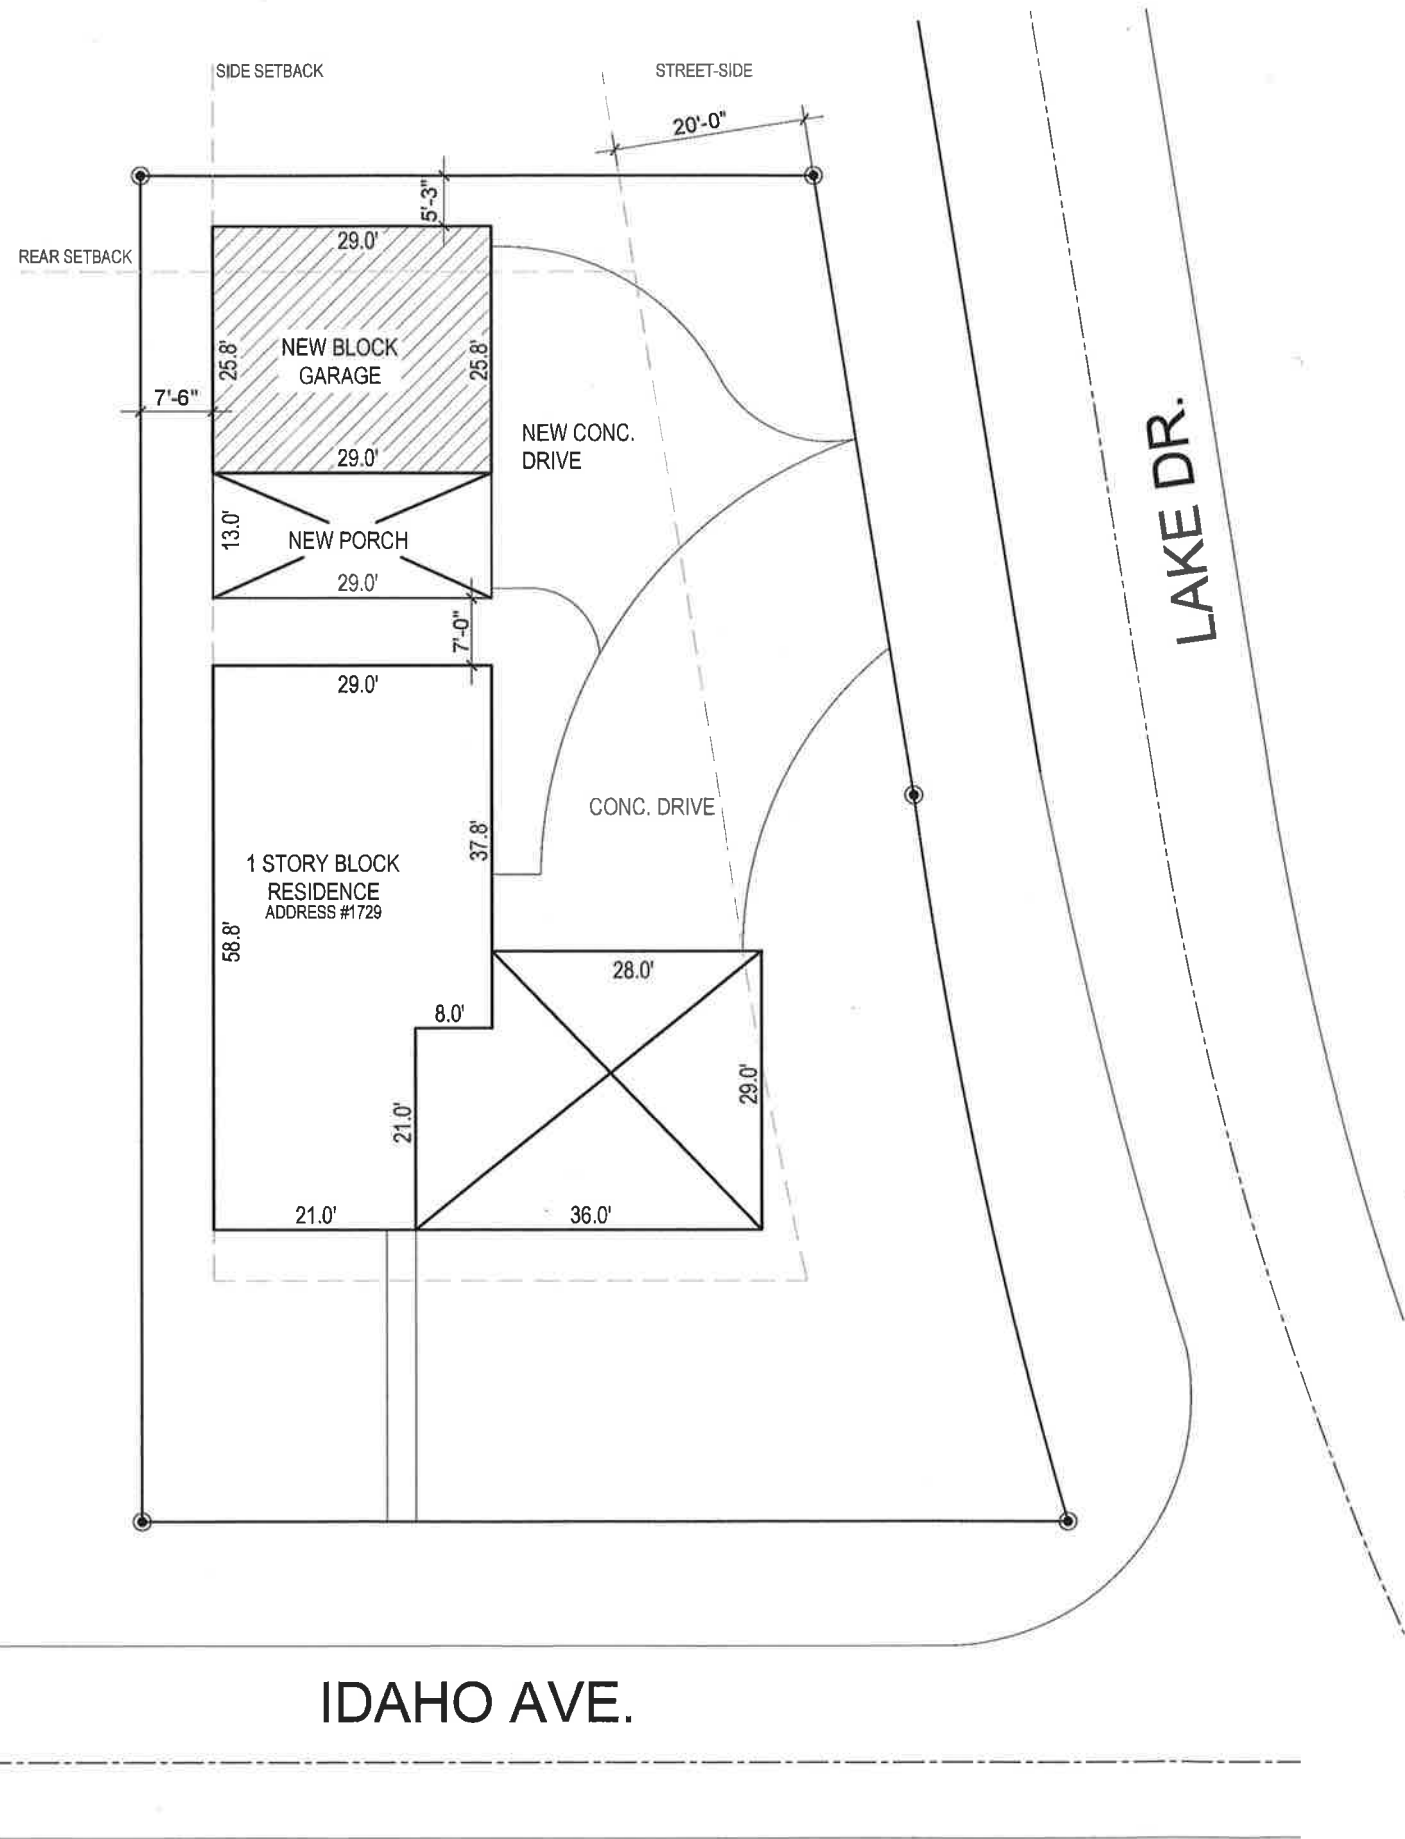 SIDE SETBACK
STREET-SIDE
20'-0"
5'-3"
29.0'
REAR SETBACK
25.8'
NEW BLOCK
GARAGE
25.8'
7'-6"
NEW CONC.
DRIVE
29.0'
13.0'
NEW PORCH
29.0'
7'-0"
29.0'
LAKE DR.
CONC. DRIVE
37.8'
1 STORY BLOCK
RESIDENCE
ADDRESS #1729
58.8'
28.0'
8.0'
29.0'
21.0'
21.0'
36.0'
IDAHO AVE.